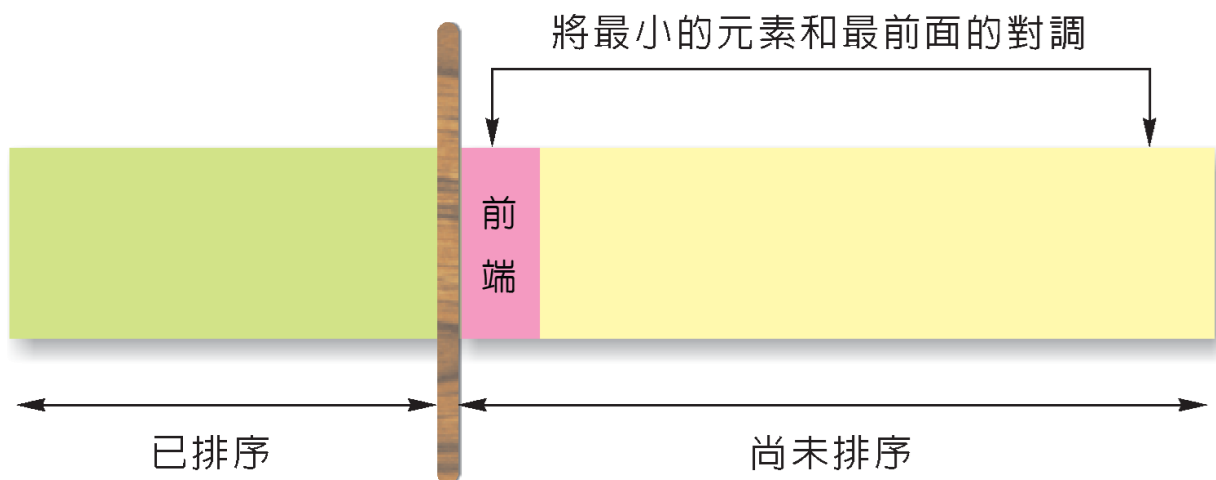 將最小的元素和最前面的對調
前
端
已排序
尚未排序